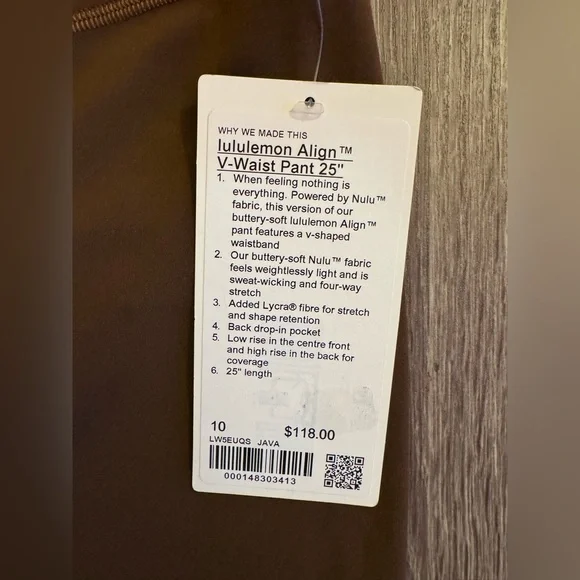 WHY WE MADE THIS
lululemon Align™
V-Waist Pant 25"
1. When feeling nothing is
everything. Powered by Nulu™
fabric, this version of our
buttery-soft lululemon Align™
pant features a v-shaped
waistband
2. Our buttery-soft Nulu™ fabric
feels weightlessly light and is
sweat-wicking and four-way
stretch
3. Added Lycra® fibre for stretch
and shape retention
4. Back drop-in pocket
5. Low rise in the centre front
and high rise in the back for
coverage
6. 25" length
10 $118.00
LW5EUQS JAVA
000148303413